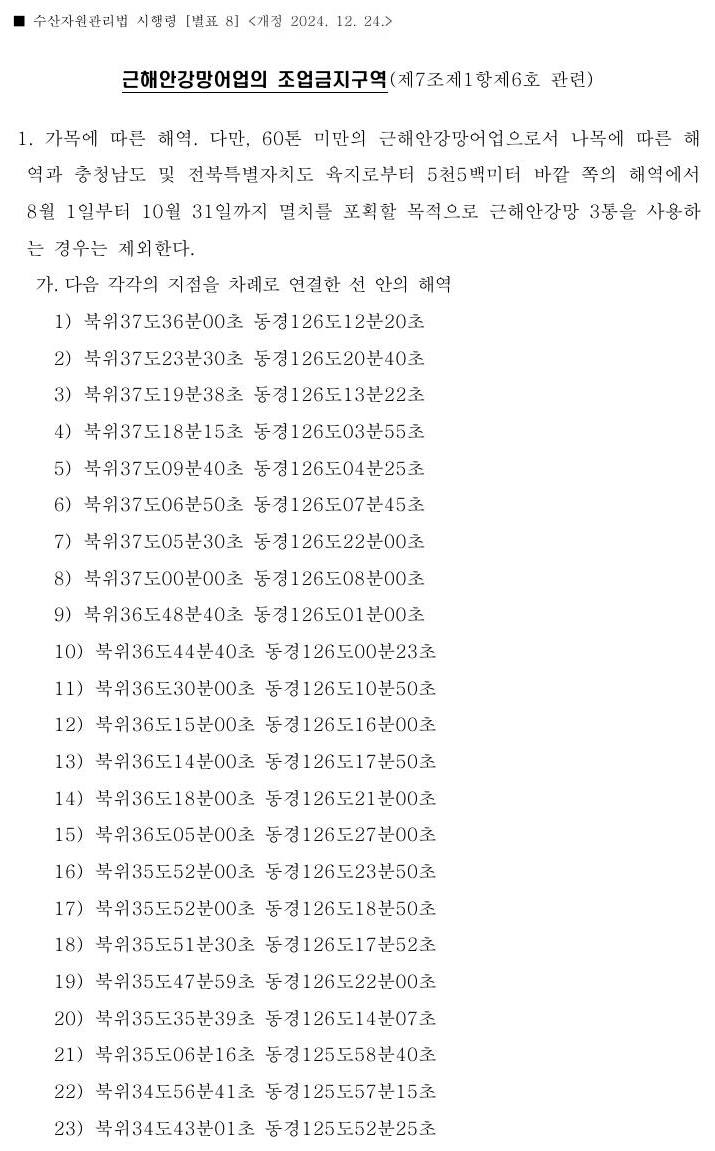 ■ 수산자원관리법 시행령 [별표 8] <개정 2024. 12. 24.>
근해안강망어업의 조업금지구역(제7조제1항제6호 관련)
1. 가목에 따른 해역. 다만, 60톤 미만의 근해안강망어업으로서 나목에 따른 해
역과 충청남도 및 전북특별자치도 육지로부터 5천5백미터 바깥 쪽의 해역에서
8월 1일부터 10월 31일까지 멸치를 포획할 목적으로 근해안강망 3통을 사용하
는 경우는 제외한다.
가. 다음 각각의 지점을 차례로 연결한 선 안의 해역
1) 북위37도36분00초 동경126도12분20초
2) 북위37도23분30초 동경126도20분40초
3) 북위37도19분38초 동경126도13분22초
4) 북위37도18분15초 동경126도03분55초
5) 북위37도09분40초 동경126도04분25초
6) 북위37도06분50초 동경126도07분45초
7) 북위37도05분30초 동경126도22분00초
8) 북위37도00분00초 동경126도08분00초
9) 북위36도48분40초 동경126도01분00초
10) 북위36도44분40초 동경126도00분23초
11) 북위36도30분00초 동경126도10분50초
12) 북위36도15분00초 동경126도16분00초
13) 북위36도14분00초 동경126도17분50초
14) 북위36도18분00초 동경126도21분00초
15) 북위36도05분00초 동경126도27분00초
16) 북위35도52분00초 동경126도23분50초
17) 북위35도52분00초 동경126도18분50초
18) 북위35도51분30초 동경126도17분52초
19) 북위35도47분59초 동경126도22분00초
20) 북위35도35분39초 동경126도14분07초
21) 북위35도06분16초 동경125도58분40초
22) 북위34도56분41초 동경125도57분15초
23) 북위34도43분01초 동경125도52분25초